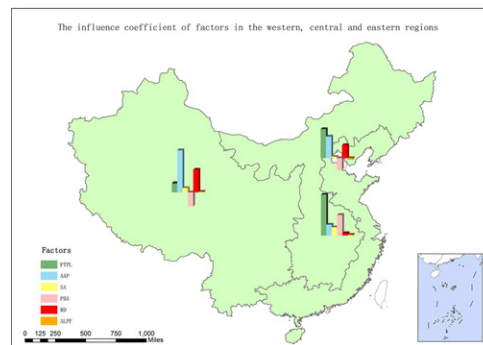 The influence coefficient of factors in the western, central and eastern regions
Factors
PTPL
AAP
SA
PHA
RD
ALPF
0 125 250 500 750 1,000
Miles